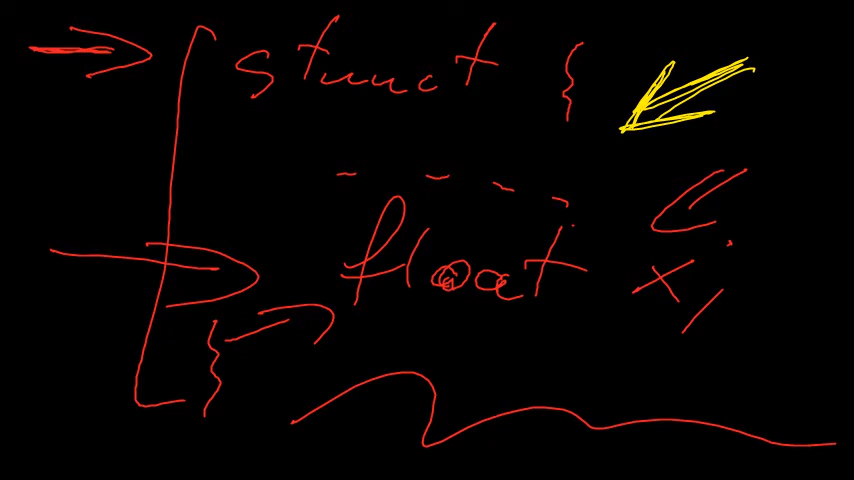 struct {
float x;
}